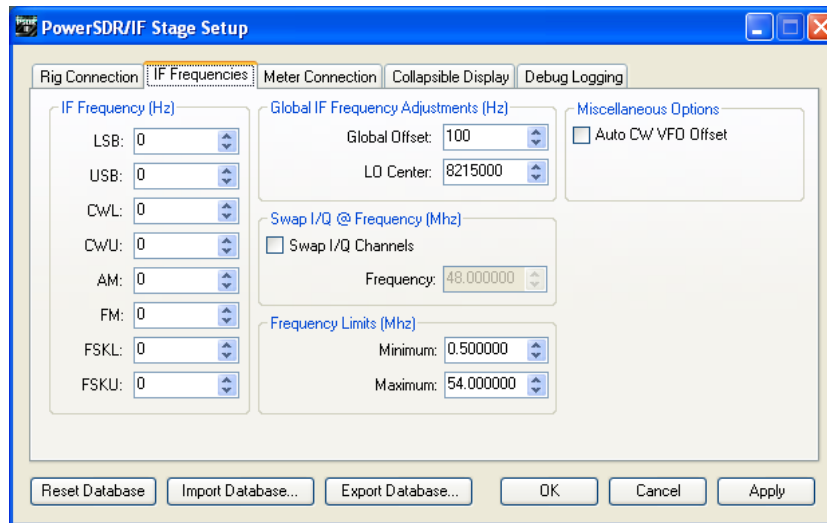 PowerSDR/IF Stage Setup
Rig Connection IF Frequencies Meter Connection Collapsible Display Debug Logging
IF Frequency (Hz)
LSB: 0
USB: 0
CWL: 0
CWU: 0
AM: 0
FM: 0
FSKL: 0
FSKU: 0
Global IF Frequency Adjustments (Hz)
Global Offset: 100
LO Center: 8215000
Swap I/Q @ Frequency (Mhz)
Swap I/Q Channels
Frequency: 48.000000
Frequency Limits (Mhz)
Minimum: 0.500000
Maximum: 54.000000
Miscellaneous Options
Auto CW VFO Offset
Reset Database Import Database... Export Database... OK Cancel Apply